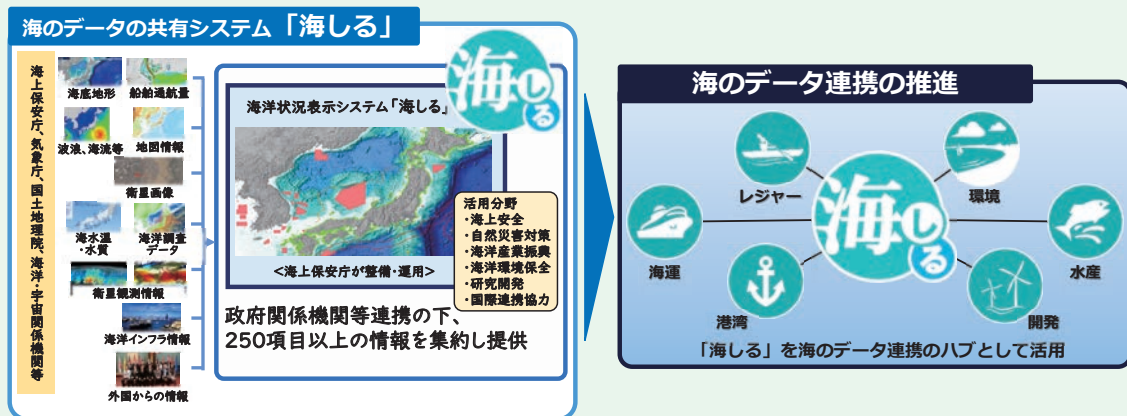 海のデータの共有システム「海しる」
海上保安庁、気象庁、国土地理院、海洋・宇宙関係機関等
海底地形
船舶通航量
波浪、海流等
地図情報
衛星画像
海水温
・水質
海洋調査
データ
衛星観測情報
海洋インフラ情報
外国からの情報
海しる
海洋状況表示システム「海しる」
<海上保安庁が整備・運用>
活用分野
・海上安全
・自然災害対策
・海洋産業振興
・海洋環境保全
・研究開発
・国際連携協力
政府関係機関等連携の下、
250項目以上の情報を集約し提供
海のデータ連携の推進
レジャー
環境
海運
海しる
水産
港湾
開発
「海しる」を海のデータ連携のハブとして活用